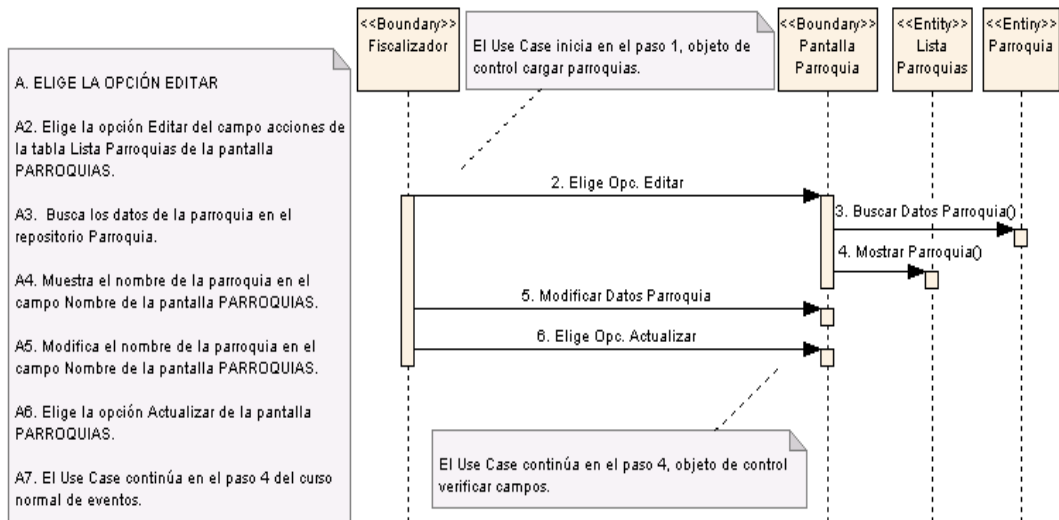 A. ELIGE LA OPCIÓN EDITAR
A2. Elige la opción Editar del campo acciones de
la tabla Lista Parroquias de la pantalla
PARROQUIAS.
A3. Busca los datos de la parroquia en el
repositorio Parroquia.
A4. Muestra el nombre de la parroquia en el
campo Nombre de la pantalla PARROQUIAS.
A5. Modifica el nombre de la parroquia en el
campo Nombre de la pantalla PARROQUIAS.
A6. Elige la opción Actualizar de la pantalla
PARROQUIAS.
A7. El Use Case continúa en el paso 4 del curso
normal de eventos.
<<Boundary>>
Fiscalizador
El Use Case inicia en el paso 1, objeto de
control cargar parroquias.
<<Boundary>>
Pantalla
Parroquia
<<Entity>>
Lista
Parroquias
<<Entiry>>
Parroquia
2. Elige Opc. Editar
3. Buscar Datos Parroquia()
4. Mostrar Parroquia()
5. Modificar Datos Parroquia
6. Elige Opc. Actualizar
El Use Case continúa en el paso 4, objeto de control
verificar campos.